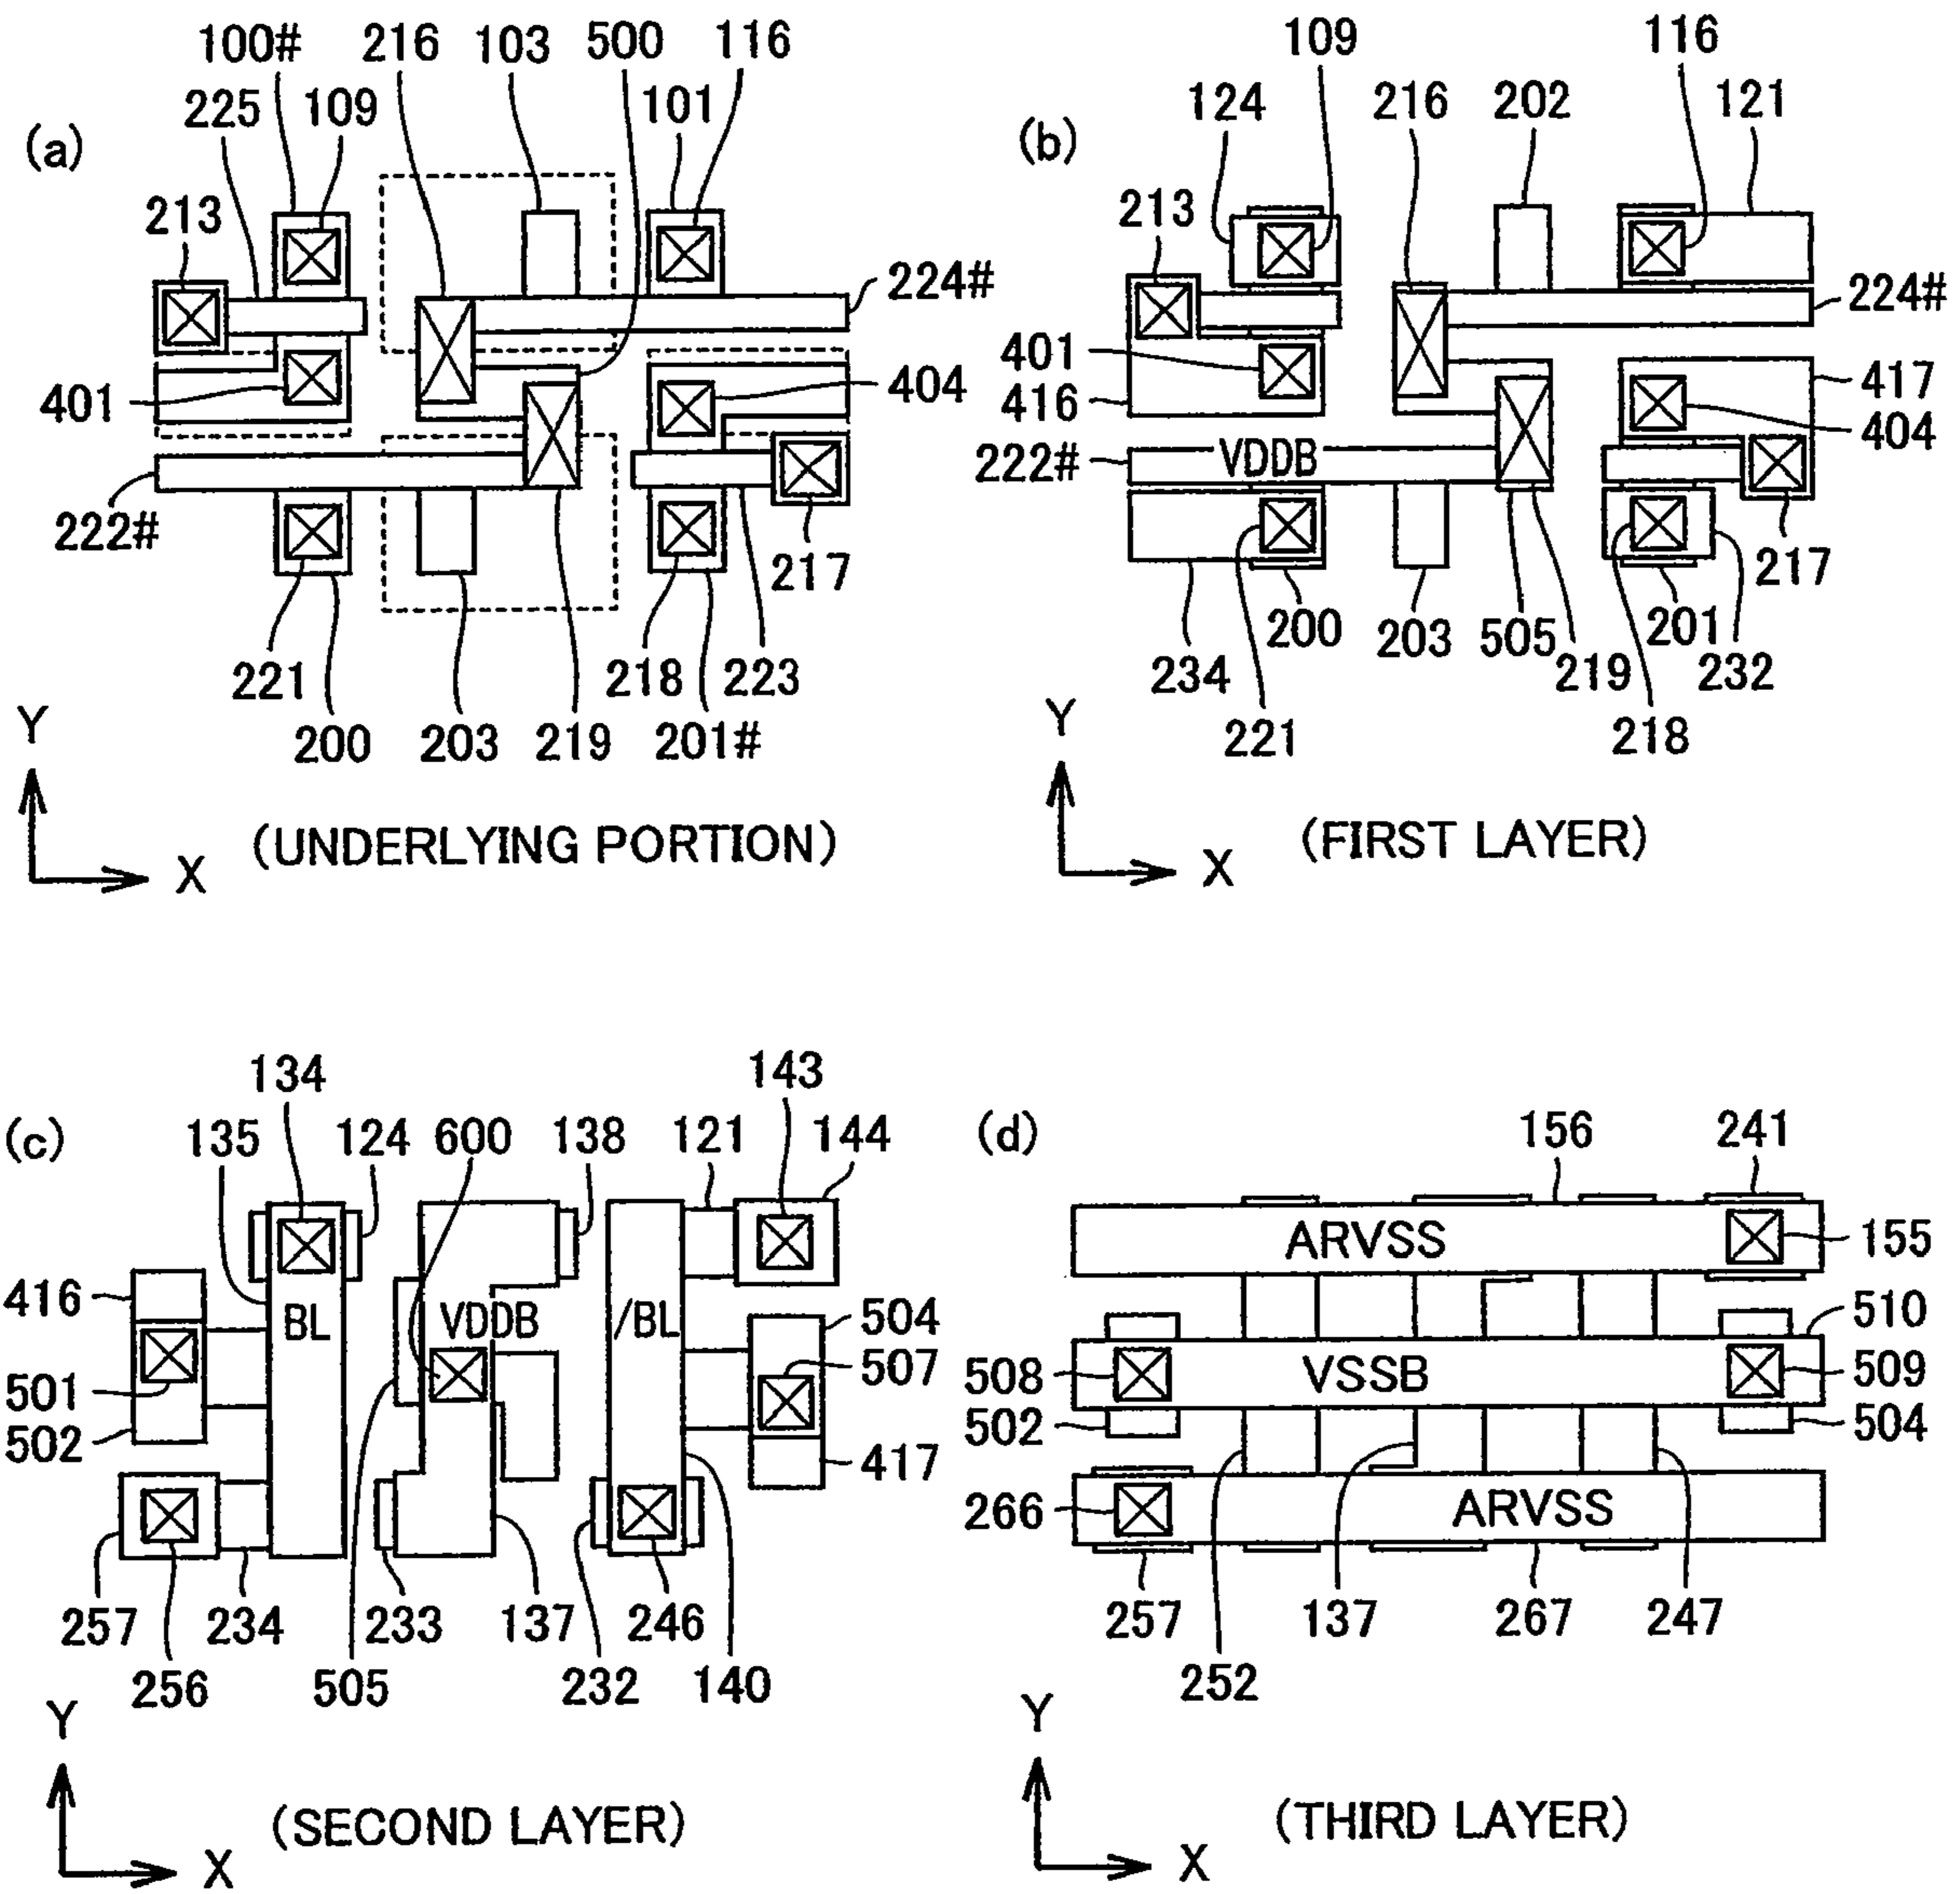 (a)
100# 216 103 500 116
225 109 101
213
224#
401 404
222#
217
221 218 223
200 203 219 201#
Y
X
(UNDERLYING PORTION)
(b)
109 116
124 216 202 121
213
224#
401 417
416 404
222# VDDB
217
200 203 505 201
234 219 232
221 218
Y
X
(FIRST LAYER)
(c)
134 143
135 124 600 138 121 144
416 BL VDDB /BL 504
501 507
502 417
257 234 233 137 246
256 505 232 140
Y
X
(SECOND LAYER)
(d)
156 241
ARVSS 155
510
508 VSSB 509
502 504
266 ARVSS
257 137 267 247
252
Y
X
(THIRD LAYER)